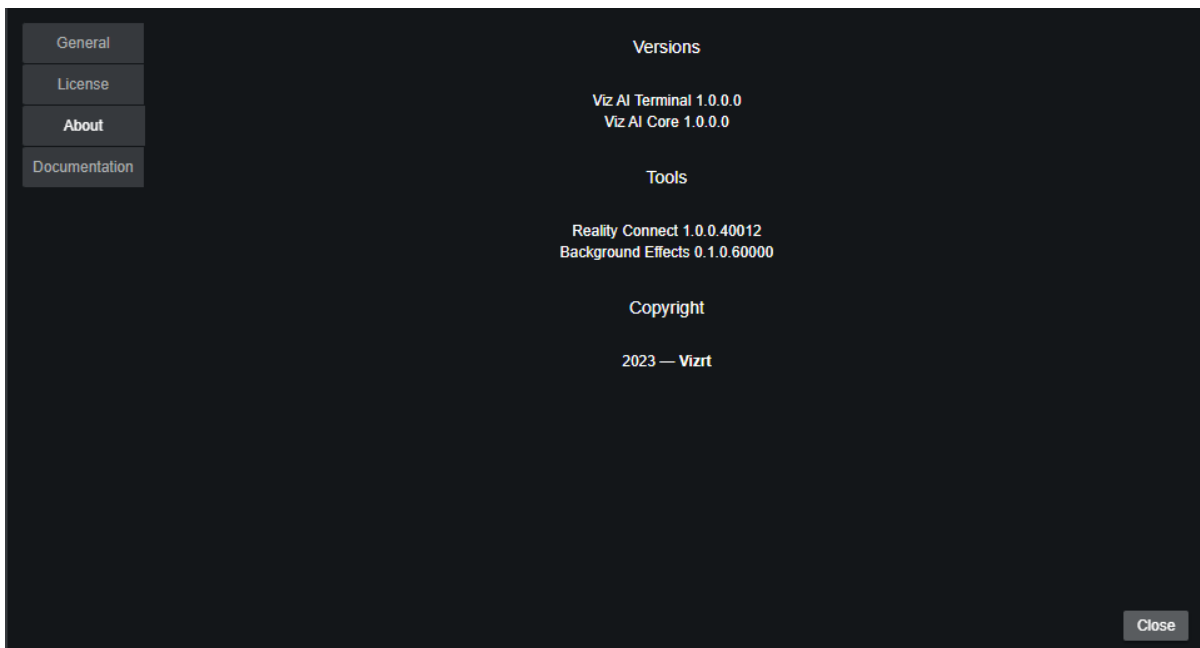 General
License
About
Documentation
Versions
Viz AI Terminal 1.0.0.0
Viz AI Core 1.0.0.0
Tools
Reality Connect 1.0.0.40012
Background Effects 0.1.0.60000
Copyright
2023 — Vizrt
Close